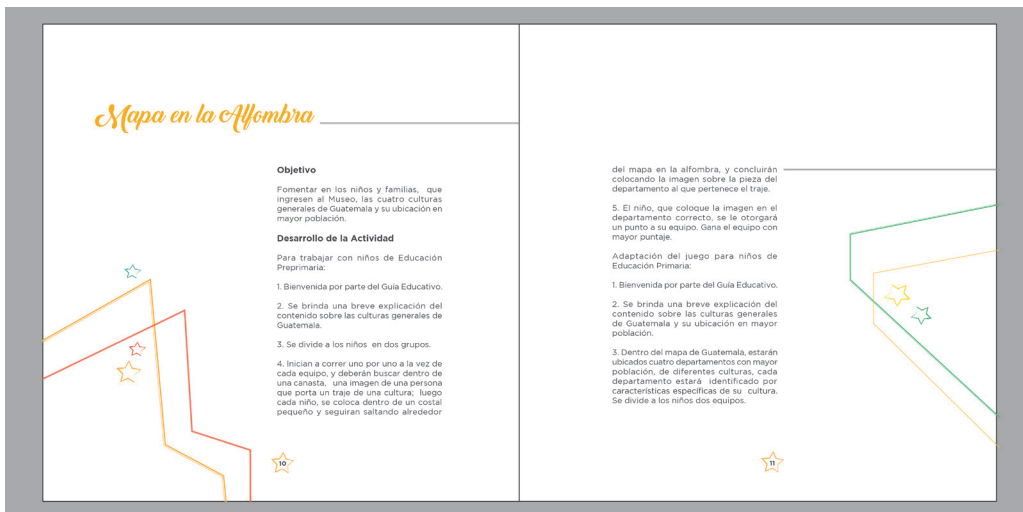 Mapa en la Alfombra
Objetivo
Fomentar en los niños y familias, que
ingresen al Museo, las cuatro culturas
generales de Guatemala y su ubicación en
mayor población.
Desarrollo de la Actividad
Para trabajar con niños de Educación
Preprimaria:
1. Bienvenida por parte del Guía Educativo.
2. Se brinda una breve explicación del
contenido sobre las culturas generales de
Guatemala.
3. Se divide a los niños en dos grupos.
4. Inician a correr uno por uno a la vez de
cada equipo, y deberán buscar dentro de
una canasta, una imagen de una persona
que porta un traje de una cultura; luego
cada niño, se coloca dentro de un costal
pequeño y seguiran saltando alrededor
10
del mapa en la alfombra, y concluirán
colocando la imagen sobre la pieza del
departamento al que pertenece el traje.
5. El niño, que coloque la imagen en el
departamento correcto, se le otorgará
un punto a su equipo. Gana el equipo con
mayor puntaje.
Adaptación del juego para niños de
Educación Primaria:
1. Bienvenida por parte del Guía Educativo.
2. Se brinda una breve explicación del
contenido sobre las culturas generales
de Guatemala y su ubicación en mayor
población.
3. Dentro del mapa de Guatemala, estarán
ubicados cuatro departamentos con mayor
población, de diferentes culturas, cada
departamento estará identificado por
características específicas de su cultura.
Se divide a los niños dos equipos.
11